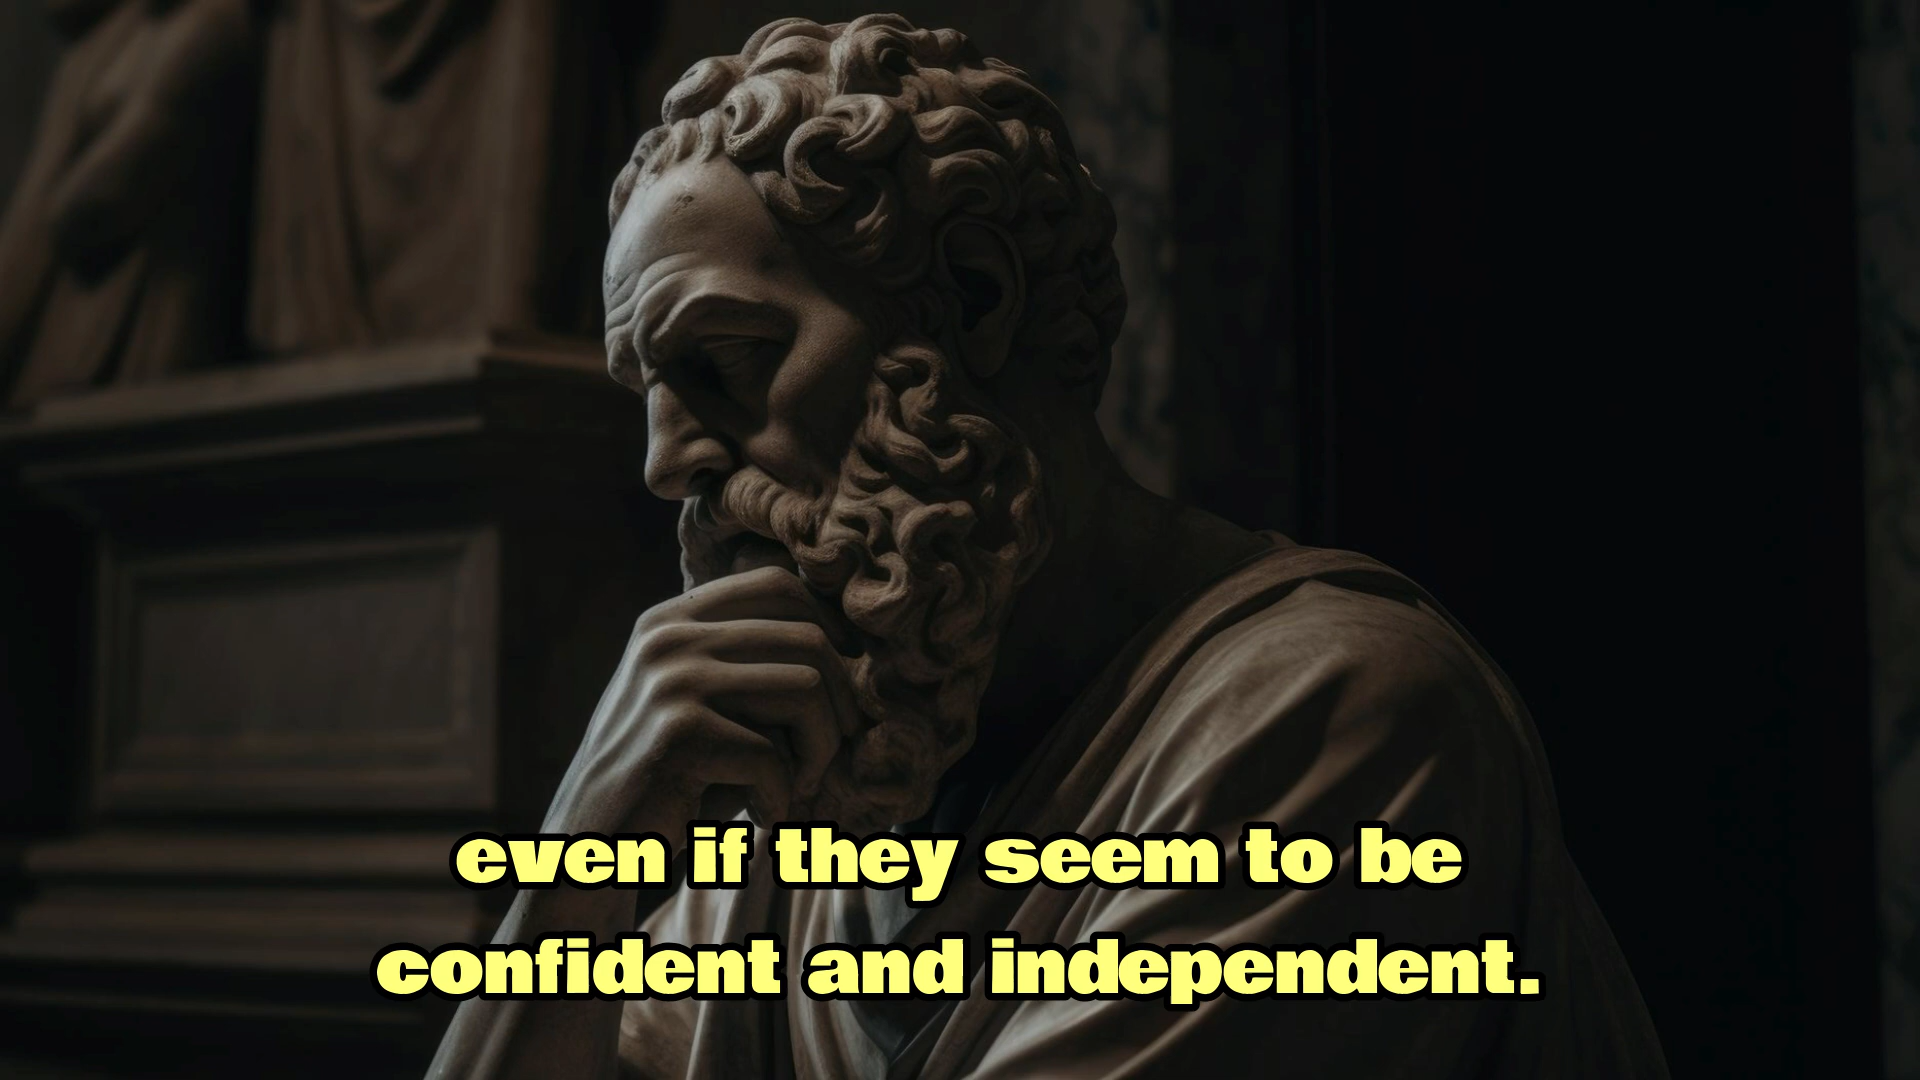 even if they seem to be
confident and independent.